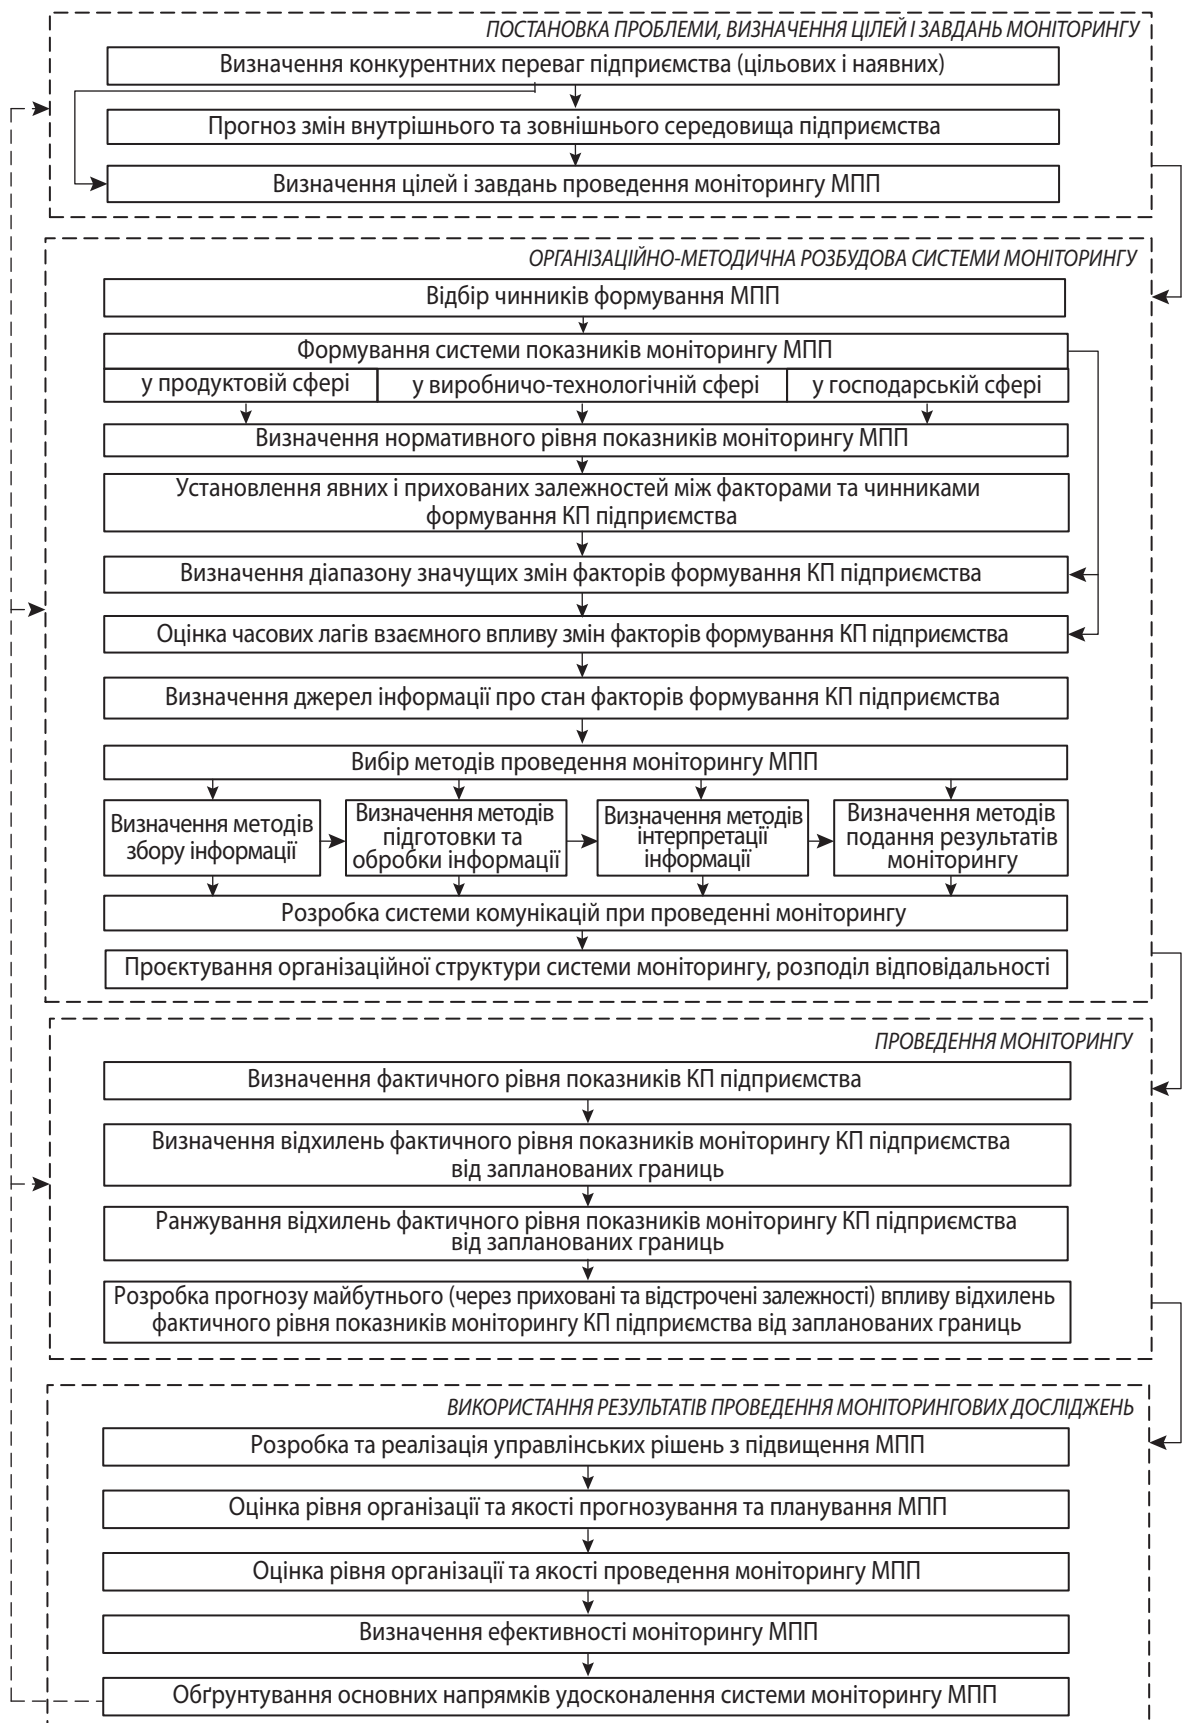 ПОСТАНОВКА ПРОБЛЕМИ, ВИЗНАЧЕННЯ ЦІЛЕЙ І ЗАВДАНЬ МОНІТОРИНГУ
Визначення конкурентних переваг підприємства (цільових і наявних)
Прогноз змін внутрішнього та зовнішнього середовища підприємства
Визначення цілей і завдань проведення моніторингу МПП
ОРГАНІЗАЦІЙНО-МЕТОДИЧНА РОЗБУДОВА СИСТЕМИ МОНІТОРИНГУ
Відбір чинників формування МПП
Формування системи показників моніторингу МПП
у продуктовій сфері
у виробничо-технологічній сфері
у господарській сфері
Визначення нормативного рівня показників моніторингу МПП
Установлення явних і прихованих залежностей між факторами та чинниками
формування КП підприємства
Визначення діапазону значущих змін факторів формування КП підприємства
Оцінка часових лагів взаємного впливу змін факторів формування КП підприємства
Визначення джерел інформації про стан факторів формування КП підприємства
Вибір методів проведення моніторингу МПП
Визначення методів
збору інформації
Визначення методів
підготовки та
обробки інформації
Визначення методів
інтерпретації
інформації
Визначення методів
подання результатів
моніторингу
Розробка системи комунікацій при проведенні моніторингу
Проєктування організаційної структури системи моніторингу, розподіл відповідальності
ПРОВЕДЕННЯ МОНІТОРИНГУ
Визначення фактичного рівня показників КП підприємства
Визначення відхилень фактичного рівня показників моніторингу КП підприємства
від запланованих границь
Ранжування відхилень фактичного рівня показників моніторингу КП підприємства
від запланованих границь
Розробка прогнозу майбутнього (через приховані та відстрочені залежності) впливу відхилень
фактичного рівня показників моніторингу КП підприємства від запланованих границь
ВИКОРИСТАННЯ РЕЗУЛЬТАТІВ ПРОВЕДЕННЯ МОНІТОРИНГОВИХ ДОСЛІДЖЕНЬ
Розробка та реалізація управлінських рішень з підвищення МПП
Оцінка рівня організації та якості прогнозування та планування МПП
Оцінка рівня організації та якості проведення моніторингу МПП
Визначення ефективності моніторингу МПП
Обґрунтування основних напрямків удосконалення системи моніторингу МПП